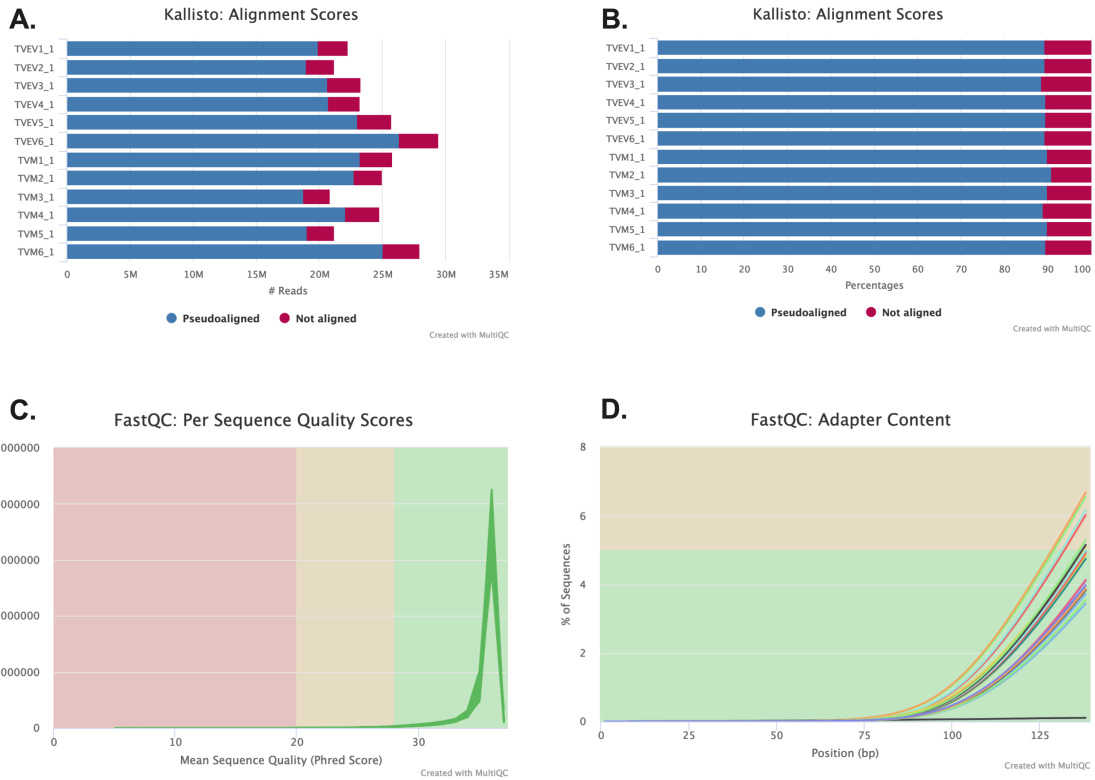 A.
Kallisto: Alignment Scores
TVEV1_1
TVEV2_1
TVEV3_1
TVEV4_1
TVEV5_1
TVEV6_1
TVM1_1
TVM2_1
TVM3_1
TVM4_1
TVM5_1
TVM6_1
0 5M 10M 15M 20M 25M 30M 35M
# Reads
Pseudoaligned Not aligned
Created with MultiQC
B.
Kallisto: Alignment Scores
TVEV1_1
TVEV2_1
TVEV3_1
TVEV4_1
TVEV5_1
TVEV6_1
TVM1_1
TVM2_1
TVM3_1
TVM4_1
TVM5_1
TVM6_1
0 10 20 30 40 50 60 70 80 90 100
Percentages
Pseudoaligned Not aligned
Created with MultiQC
C.
FastQC: Per Sequence Quality Scores
000000
000000
000000
000000
000000
0
0 10 20 30
Mean Sequence Quality (Phred Score)
Created with MultiQC
D.
FastQC: Adapter Content
% of Sequences
8
6
4
2
0
0 25 50 75 100 125
Position (bp)
Created with MultiQC